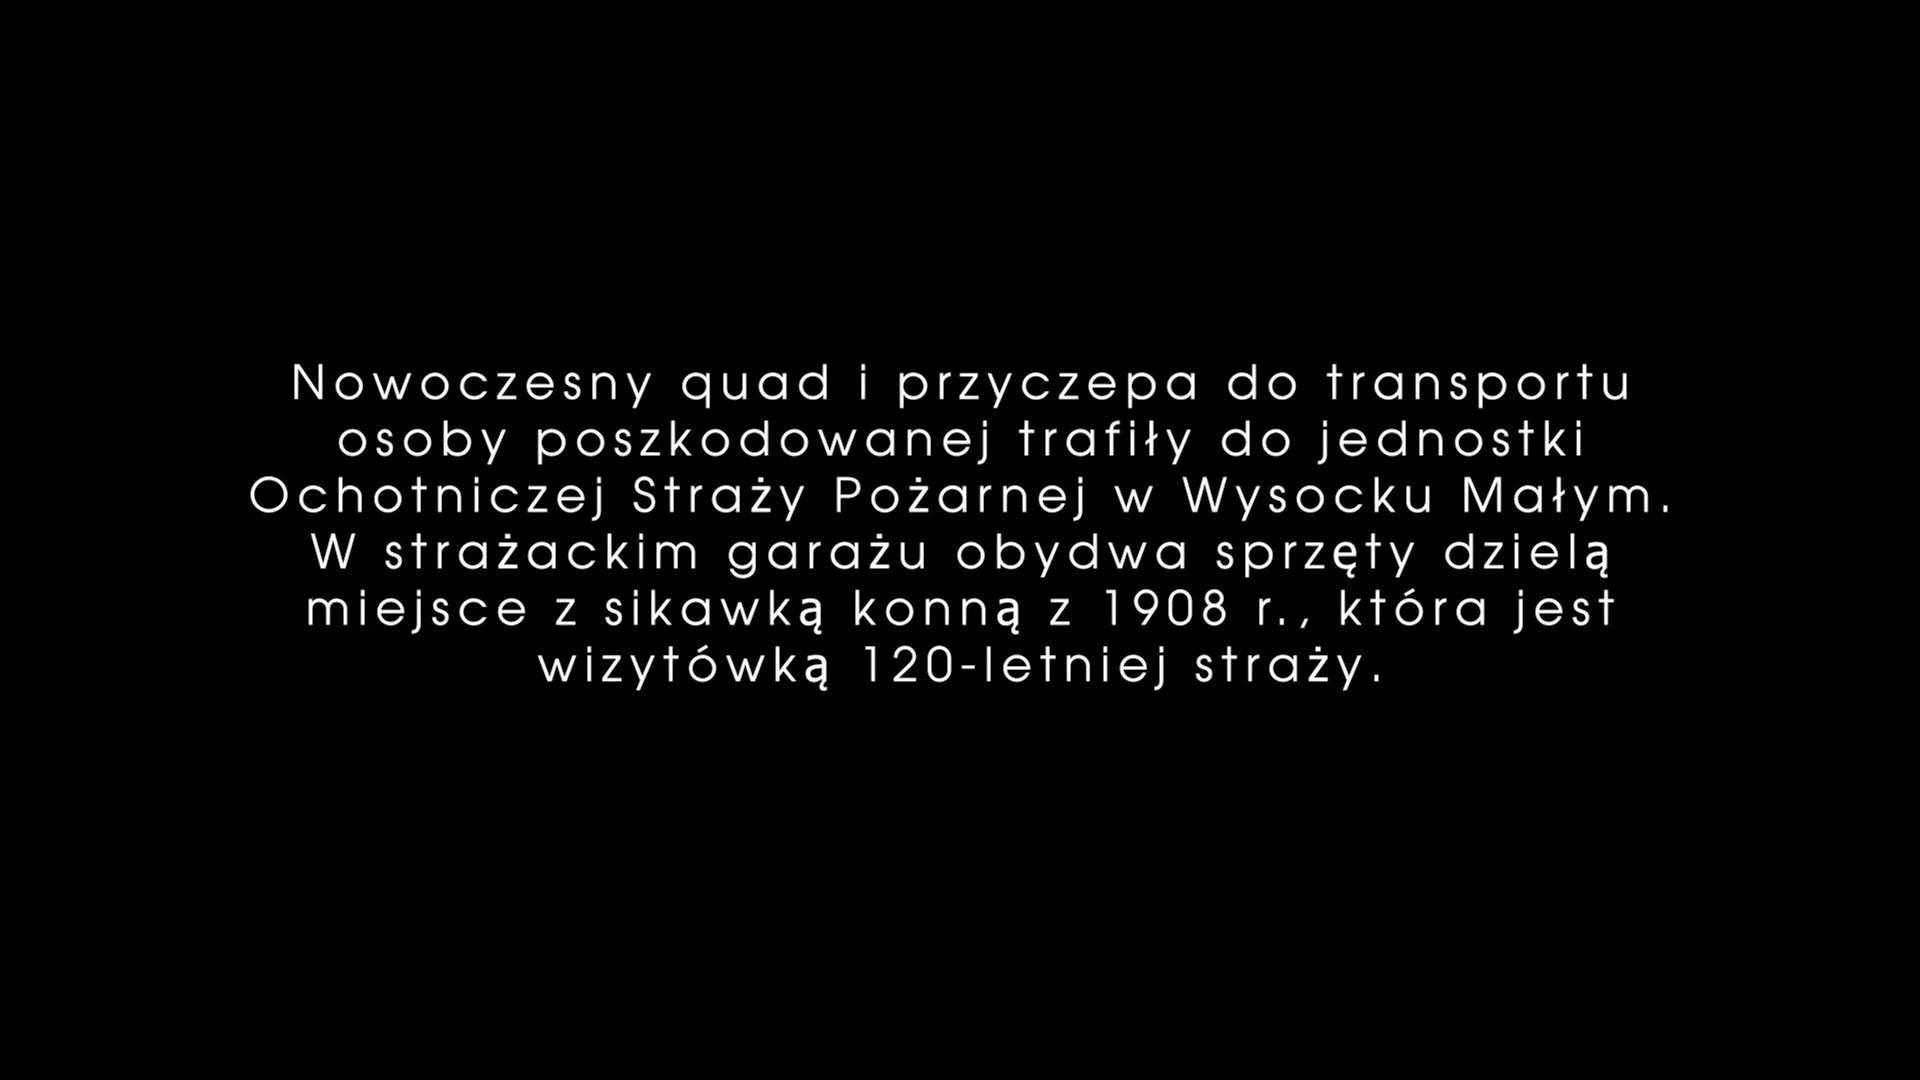 Nowoczesny quad i przyczepa do transportu
osoby poszkodowanej trafiły do jednostki
Ochotniczej Straży Pożarnej w Wysocku Małym.
W strażackim garażu obydwa sprzęty dzielą
miejsce z sikawką konną z 1908 r., która jest
wizytówką 120-letniej straży.